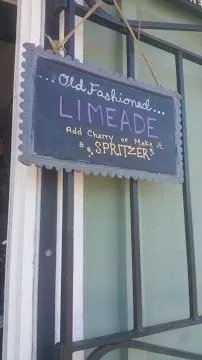 ...Old Fashioned...
LIMEADE
Add Cherry or Make it
a SPRITZER